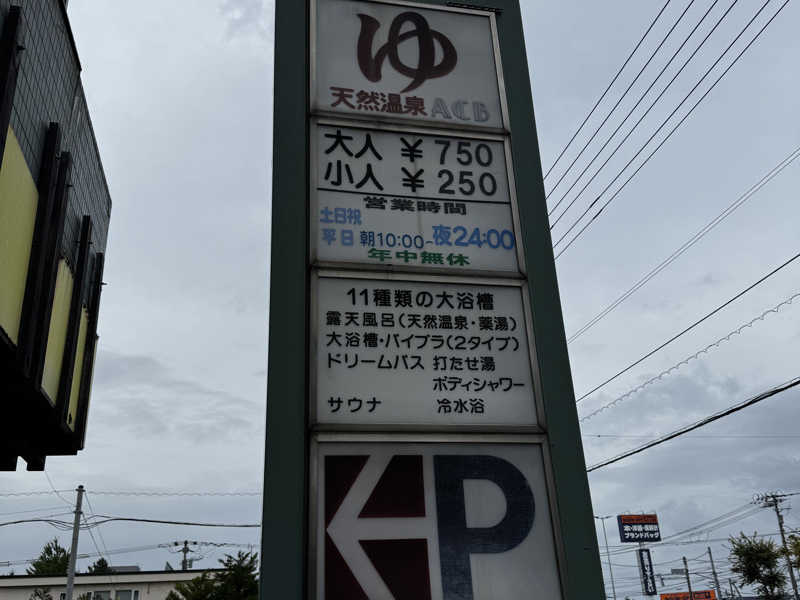 ゆ
天然温泉ACB
大人 ¥ 750
小人 ¥ 250
営業時間
土日祝
平日 朝10:00~夜24:00
年中無休
11種類の大浴槽
露天風呂(天然温泉・薬湯)
大浴槽・バイブラ(2タイプ)
ドリームバス 打たせ湯
ボディシャワー
サウナ 冷水浴
P